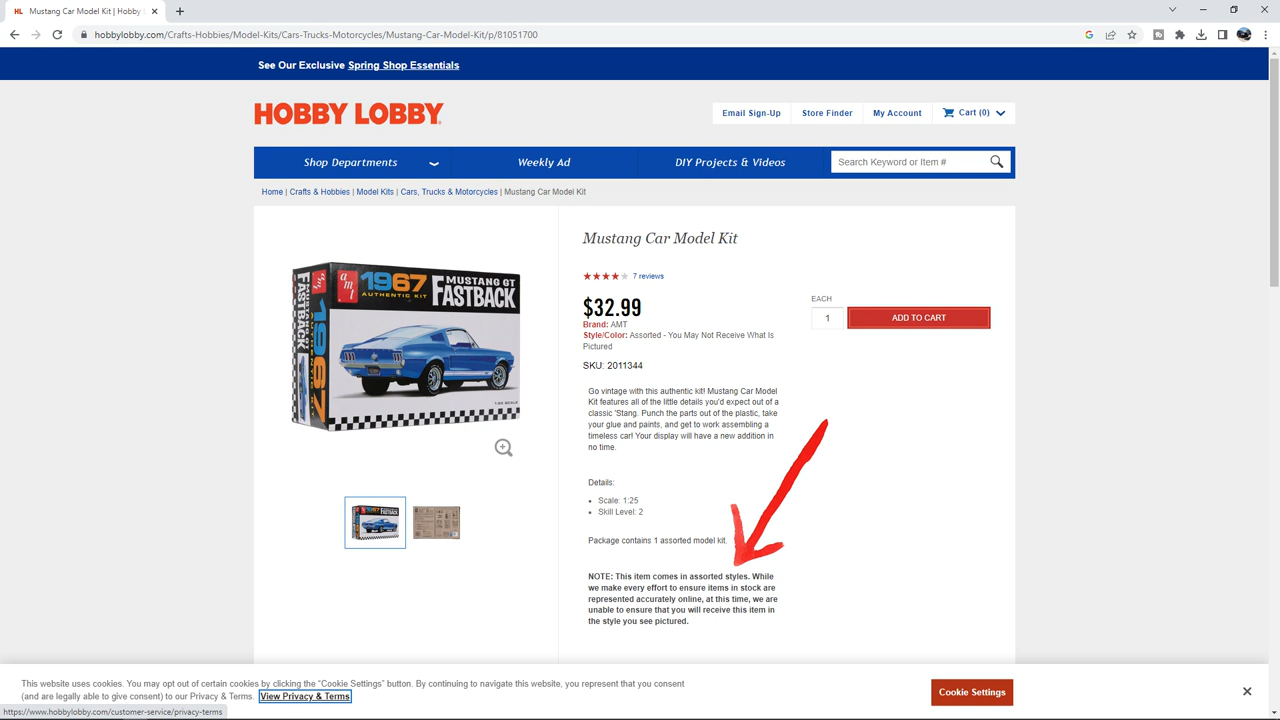 HL Mustang Car Model Kit | Hobby L
hobbylobby.com/Crafts-Hobbies/Model-Kits/Cars-Trucks-Motorcycles/Mustang-Car-Model-Kit/p/81051700
See Our Exclusive Spring Shop Essentials
HOBBY LOBBY
Email Sign-Up Store Finder My Account Cart (0)
Shop Departments Weekly Ad DIY Projects & Videos Search Keyword or Item #
Home | Crafts & Hobbies | Model Kits | Cars, Trucks & Motorcycles | Mustang Car Model Kit
amt 1967 MUSTANG GT
AUTHENTIC KIT FASTBACK
amt
FASTBACK
1967
Mustang Car Model Kit
7 reviews
$32.99
Brand: AMT
Style/Color: Assorted - You May Not Receive What Is
Pictured
SKU: 2011344
EACH
1 ADD TO CART
Go vintage with this authentic kit! Mustang Car Model
Kit features all of the little details you'd expect out of a
classic 'Stang. Punch the parts out of the plastic, take
your glue and paints, and get to work assembling a
timeless car! Your display will have a new addition in
no time.
Details:
• Scale: 1:25
• Skill Level: 2
Package contains 1 assorted model kit.
NOTE: This item comes in assorted styles. While
we make every effort to ensure items in stock are
represented accurately online, at this time, we are
unable to ensure that you will receive this item in
the style you see pictured.
This website uses cookies. You may opt out of certain cookies by clicking the "Cookie Settings" button. By continuing to navigate this website, you represent that you consent
(and are legally able to give consent) to our Privacy & Terms. View Privacy & Terms
Cookie Settings
https://www.hobbylobby.com/customer-service/privacy-terms